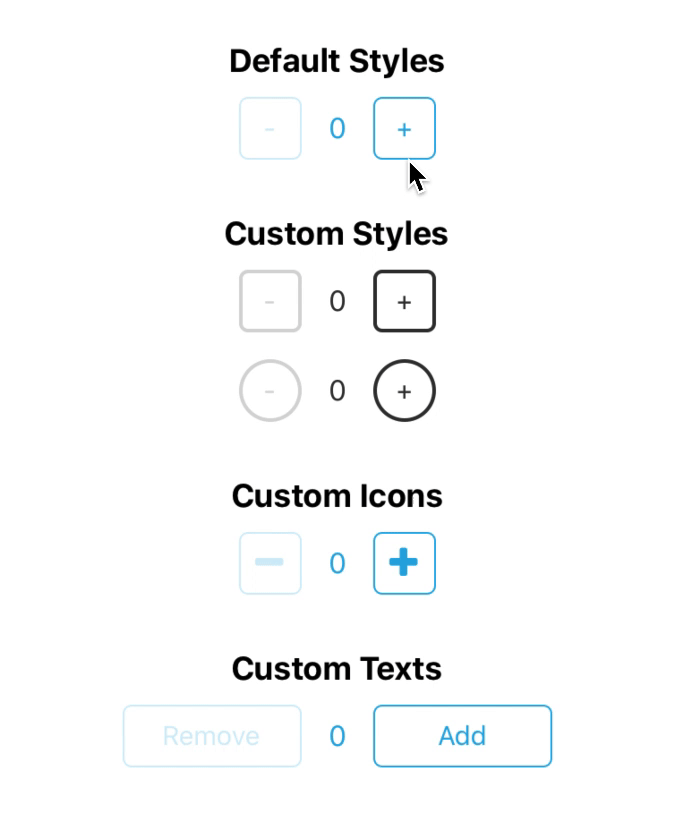 Default Styles
- 0 +
Custom Styles
- 0 +
- 0 +
Custom Icons
0
Custom Texts
Remove 0 Add